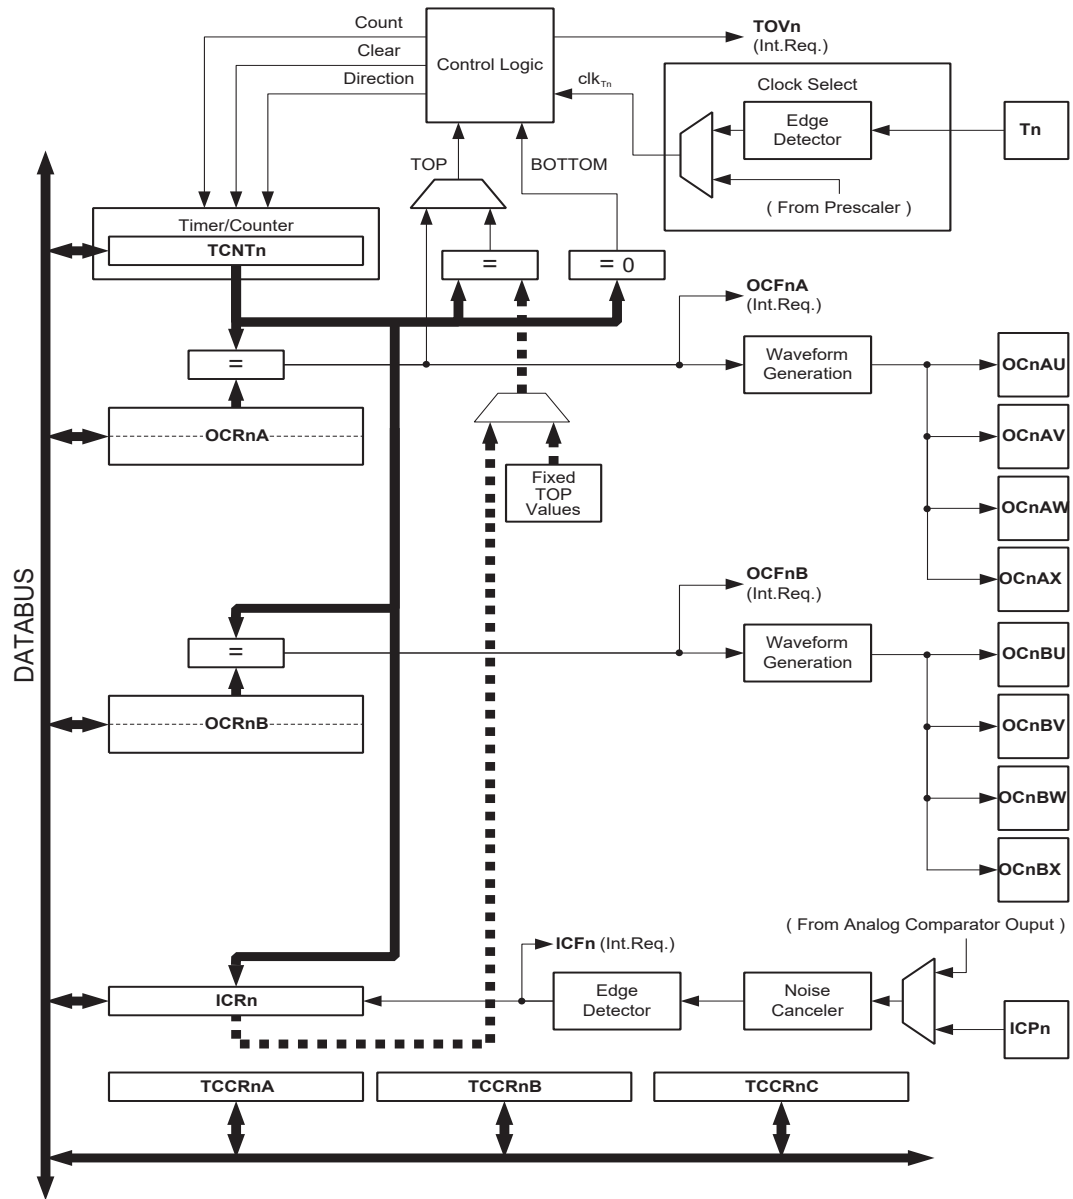 Count
TOVn
(Int.Req.)
Clear
Control Logic
Direction
clkTn
Clock Select
Edge
Detector
Tn
TOP
BOTTOM
( From Prescaler )
Timer/Counter
TCNTn
=
= 0
OCFnA
(Int.Req.)
=
Waveform
Generation
OCnAU
OCRnA
OCnAV
Fixed
TOP
Values
OCnAW
OCnAX
DATABUS
OCFnB
(Int.Req.)
=
Waveform
Generation
OCnBU
OCRnB
OCnBV
OCnBW
OCnBX
( From Analog Comparator Ouput )
ICFn (Int.Req.)
ICRn
Edge
Detector
Noise
Canceler
ICPn
TCCRnA
TCCRnB
TCCRnC